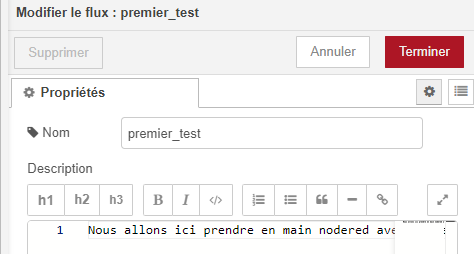 Modifier le flux : premier_test
Supprimer
Annuler
Terminer
Propriétés
Nom
premier_test
Description
h1 h2 h3 B I </>
1 Nous allons ici prendre en main nodered